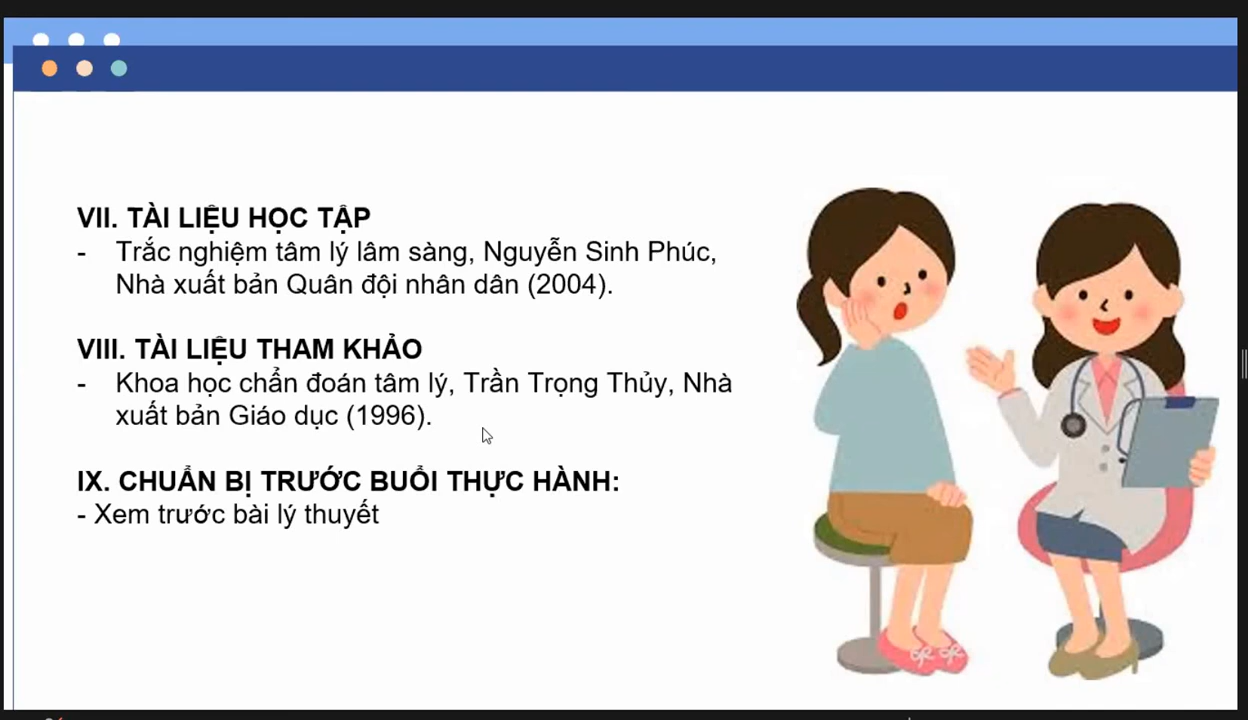 VII. TÀI LIỆU HỌC TẬP
- Trắc nghiệm tâm lý lâm sàng, Nguyễn Sinh Phúc,
Nhà xuất bản Quân đội nhân dân (2004).
VIII. TÀI LIỆU THAM KHẢO
- Khoa học chẩn đoán tâm lý, Trần Trọng Thủy, Nhà
xuất bản Giáo dục (1996).
IX. CHUẨN BỊ TRƯỚC BUỔI THỰC HÀNH:
- Xem trước bài lý thuyết